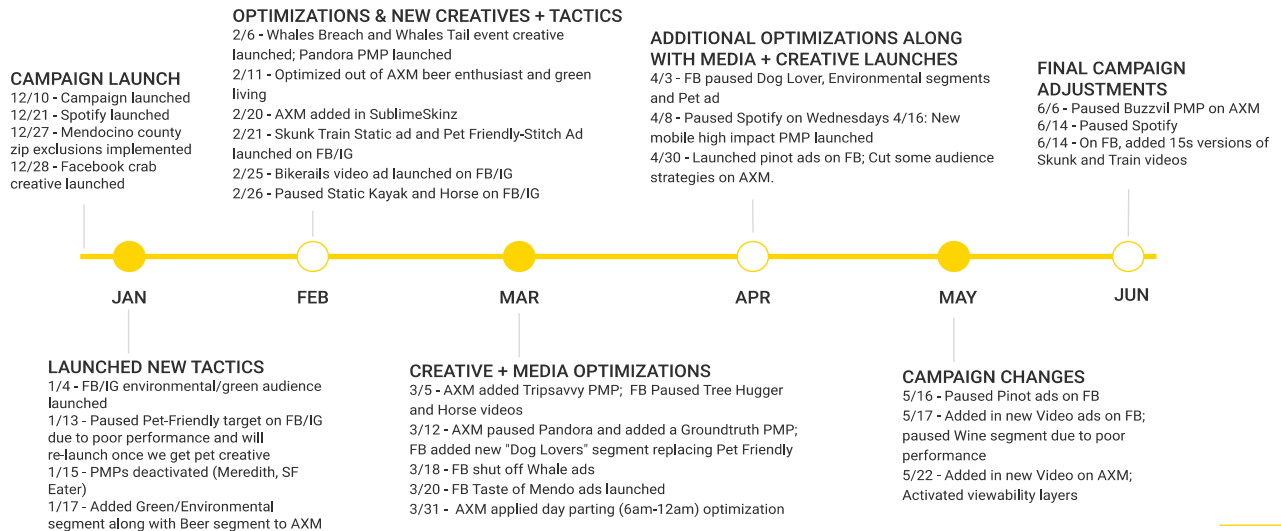 CAMPAIGN LAUNCH
12/10 - Campaign launched
12/21 - Spotify launched
12/27 - Mendocino county
zip exclusions implemented
12/28 - Facebook crab
creative launched
OPTIMIZATIONS & NEW CREATIVES + TACTICS
2/6 - Whales Breach and Whales Tail event creative
launched; Pandora PMP launched
2/11 - Optimized out of AXM beer enthusiast and green
living
2/20 - AXM added in SublimeSkinz
2/21 - Skunk Train Static ad and Pet Friendly-Stitch Ad
launched on FB/IG
2/25 - Bikerails video ad launched on FB/IG
2/26 - Paused Static Kayak and Horse on FB/IG
ADDITIONAL OPTIMIZATIONS ALONG
WITH MEDIA + CREATIVE LAUNCHES
4/3 - FB paused Dog Lover, Environmental segments
and Pet ad
4/8 - Paused Spotify on Wednesdays 4/16: New
mobile high impact PMP launched
4/30 - Launched pinot ads on FB; Cut some audience
strategies on AXM.
FINAL CAMPAIGN
ADJUSTMENTS
6/6 - Paused Buzzvil PMP on AXM
6/14 - Paused Spotify
6/14 - On FB, added 15s versions of
Skunk and Train videos
JAN
FEB
MAR
APR
MAY
JUN
LAUNCHED NEW TACTICS
1/4 - FB/IG environmental/green audience
launched
1/13 - Paused Pet-Friendly target on FB/IG
due to poor performance and will
re-launch once we get pet creative
1/15 - PMPs deactivated (Meredith, SF
Eater)
1/17 - Added Green/Environmental
segment along with Beer segment to AXM
CREATIVE + MEDIA OPTIMIZATIONS
3/5 - AXM added Tripsavvy PMP; FB Paused Tree Hugger
and Horse videos
3/12 - AXM paused Pandora and added a Groundtruth PMP;
FB added new "Dog Lovers" segment replacing Pet Friendly
3/18 - FB shut off Whale ads
3/20 - FB Taste of Mendo ads launched
3/31 - AXM applied day parting (6am-12am) optimization
CAMPAIGN CHANGES
5/16 - Paused Pinot ads on FB
5/17 - Added in new Video ads on FB;
paused Wine segment due to poor
performance
5/22 - Added in new Video on AXM;
Activated viewability layers